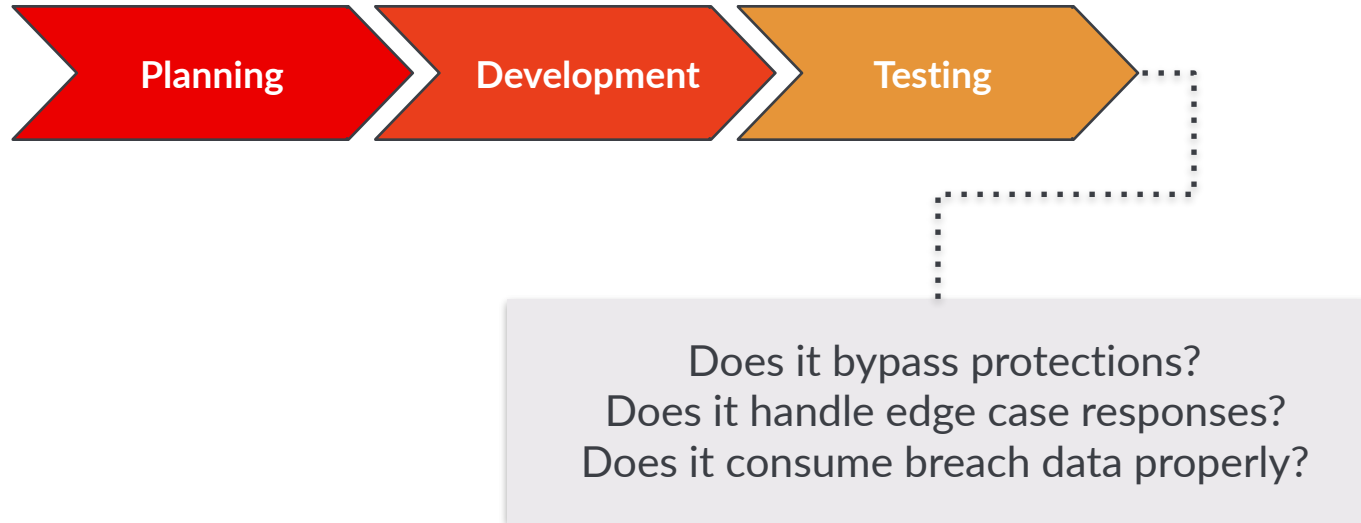 Planning
Development
Testing
Does it bypass protections?
Does it handle edge case responses?
Does it consume breach data properly?